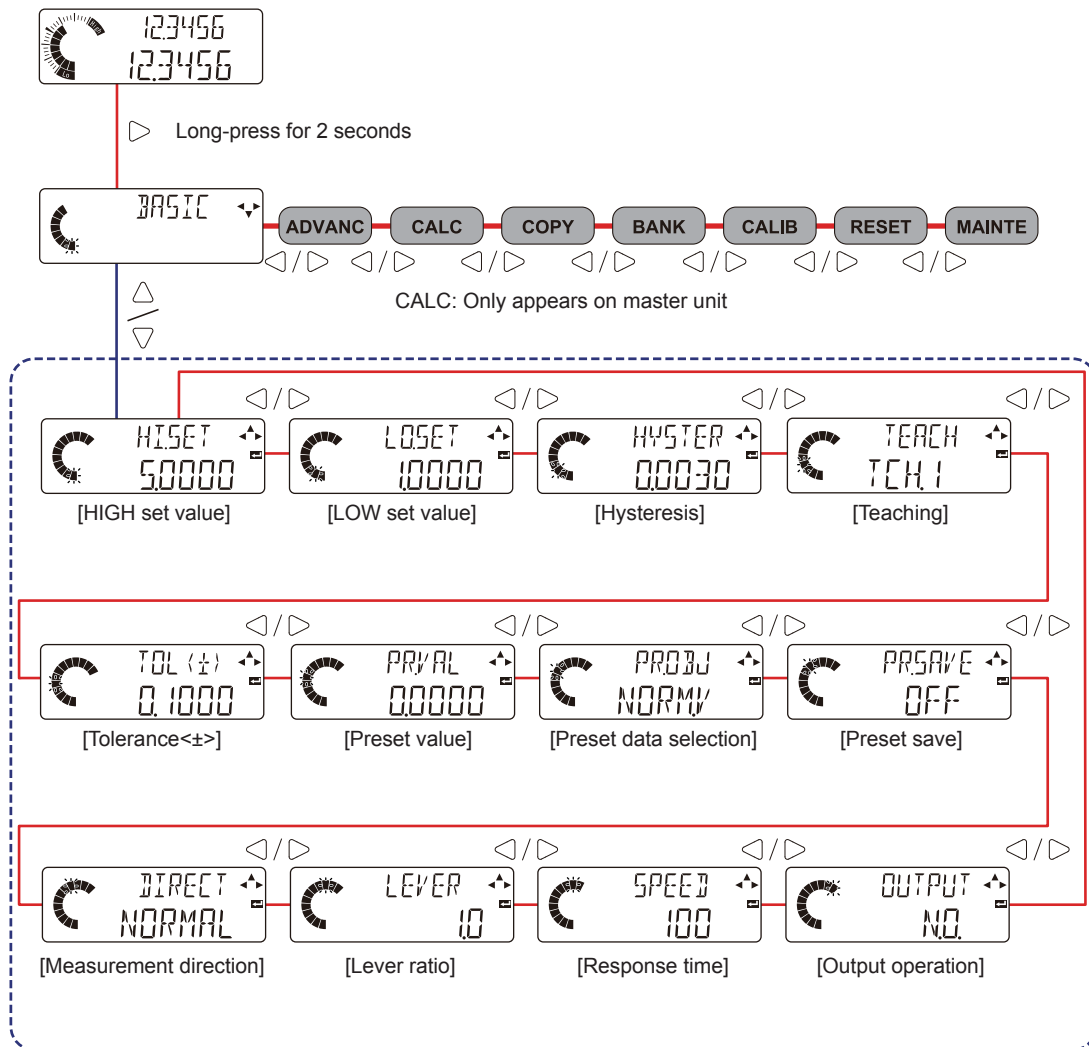 12.3456
12.3456
Long-press for 2 seconds
BASIC
ADVANC CALC COPY BANK CALIB RESET MAINTE
CALC: Only appears on master unit
HI.SET
5.0000
[HIGH set value]
LO.SET
1.0000
[LOW set value]
HYSTER
0.0030
[Hysteresis]
TEACH
TCH.1
[Teaching]
TOL <±>
0.1000
[Tolerance<±>]
PR.VAL
0.0000
[Preset value]
PR.OBJ
NORM.V
[Preset data selection]
PR.SAVE
OFF
[Preset save]
DIRECT
NORMAL
[Measurement direction]
LEVER
1.0
[Lever ratio]
SPEED
100
[Response time]
OUTPUT
N.O.
[Output operation]